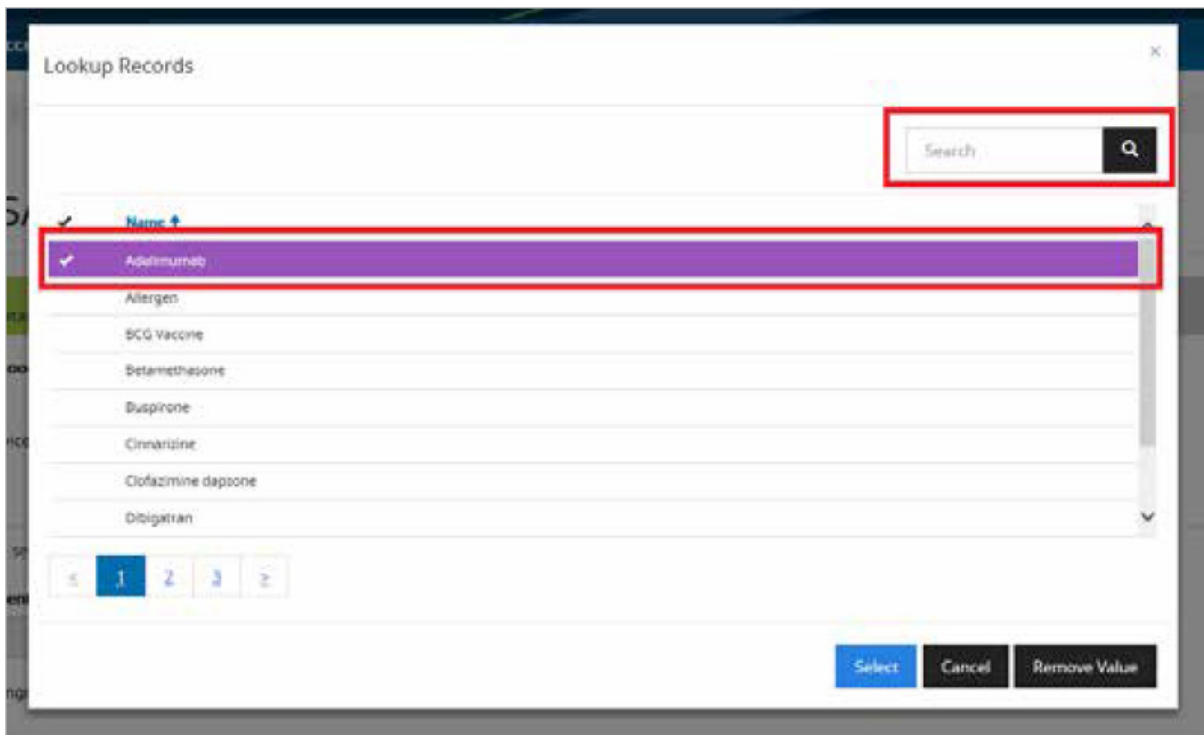 Lookup Records
×
Search
Name
Adalimumab
Allergen
BCG Vaccine
Betamethasone
Buspirone
Cinnarizine
Clofazimine dapsone
Dibigatran
< 1 2 3 >
Select Cancel Remove Value